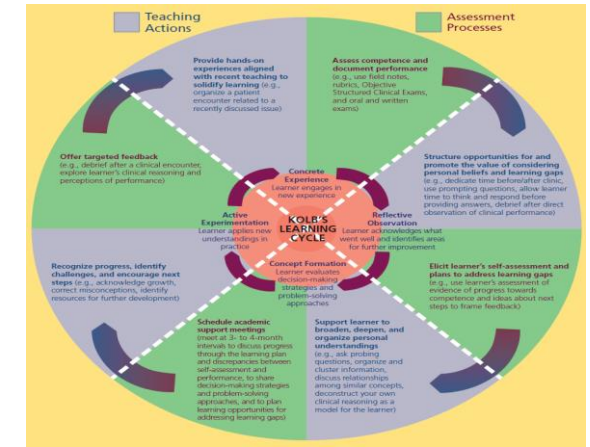 Teaching
Actions
Assessment
Processes
Provide hands-on
experiences aligned
with recent teaching to
solidify learning (e.g.,
organize a patient
encounter related to a
recently discussed issue)
Assess competence and
document performance
(e.g., use field notes,
rubrics, Objective
Structured Clinical Exams,
and oral and written
exams)
Offer targeted feedback
(e.g., debrief after a clinical encounter,
explore learner's clinical reasoning and
perceptions of performance)
Structure opportunities for and
promote the value of considering
personal beliefs and learning gaps
(e.g., dedicate time before/after clinic,
use prompting questions, allow learner
time to think and respond before
providing answers, debrief after direct
observation of clinical performance)
Concrete
Experience
Learner engages in
new experience
Active
Experimentation
Learner applies new
understandings in
practice
KOLB'S
LEARNING
CYCLE
Reflective
Observation
Learner acknowledges what
went well and identifies areas
for further improvement
Concept Formation
Learner evaluates
decision-making
strategies and
problem-solving
approaches
Recognize progress, identify
challenges, and encourage next
steps (e.g., acknowledge growth,
correct misconceptions, identify
resources for further development)
Elicit learner's self-assessment and
plans to address learning gaps
(e.g., use learner's assessment of
evidence of progress towards
competence and ideas about next
steps to frame feedback)
Schedule academic
support meetings
(meet at 3- to 4-month
intervals to discuss progress
through the learning plan
and discrepancies between
self-assessment and
performance, to share
decision-making strategies
and problem-solving
approaches, and to plan
learning opportunities for
addressing learning gaps)
Support learner to
broaden, deepen, and
organize personal
understandings
(e.g., ask probing
questions, organize and
cluster information,
discuss relationships
among similar concepts,
deconstruct your own
clinical reasoning as a
model for the learner)